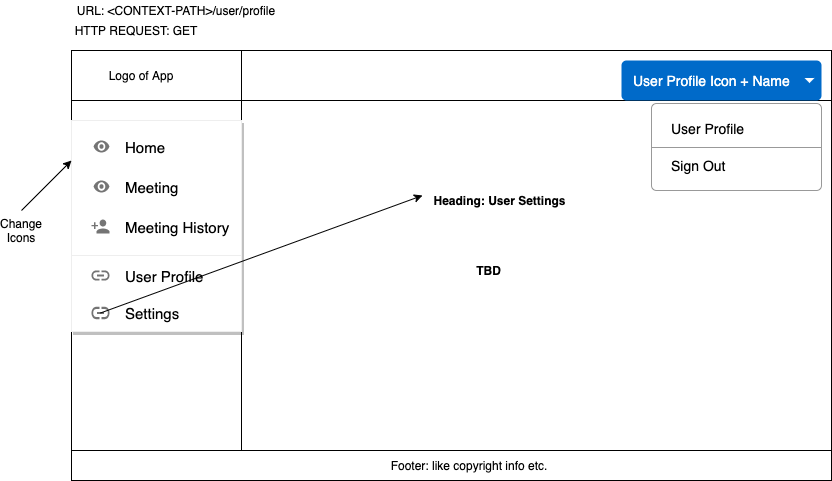 URL: <CONTEXT-PATH>/user/profile
HTTP REQUEST: GET
Logo of App
User Profile Icon + Name
User Profile
Sign Out
Home
Meeting
Meeting History
User Profile
Settings
Change
Icons
Heading: User Settings
TBD
Footer: like copyright info etc.